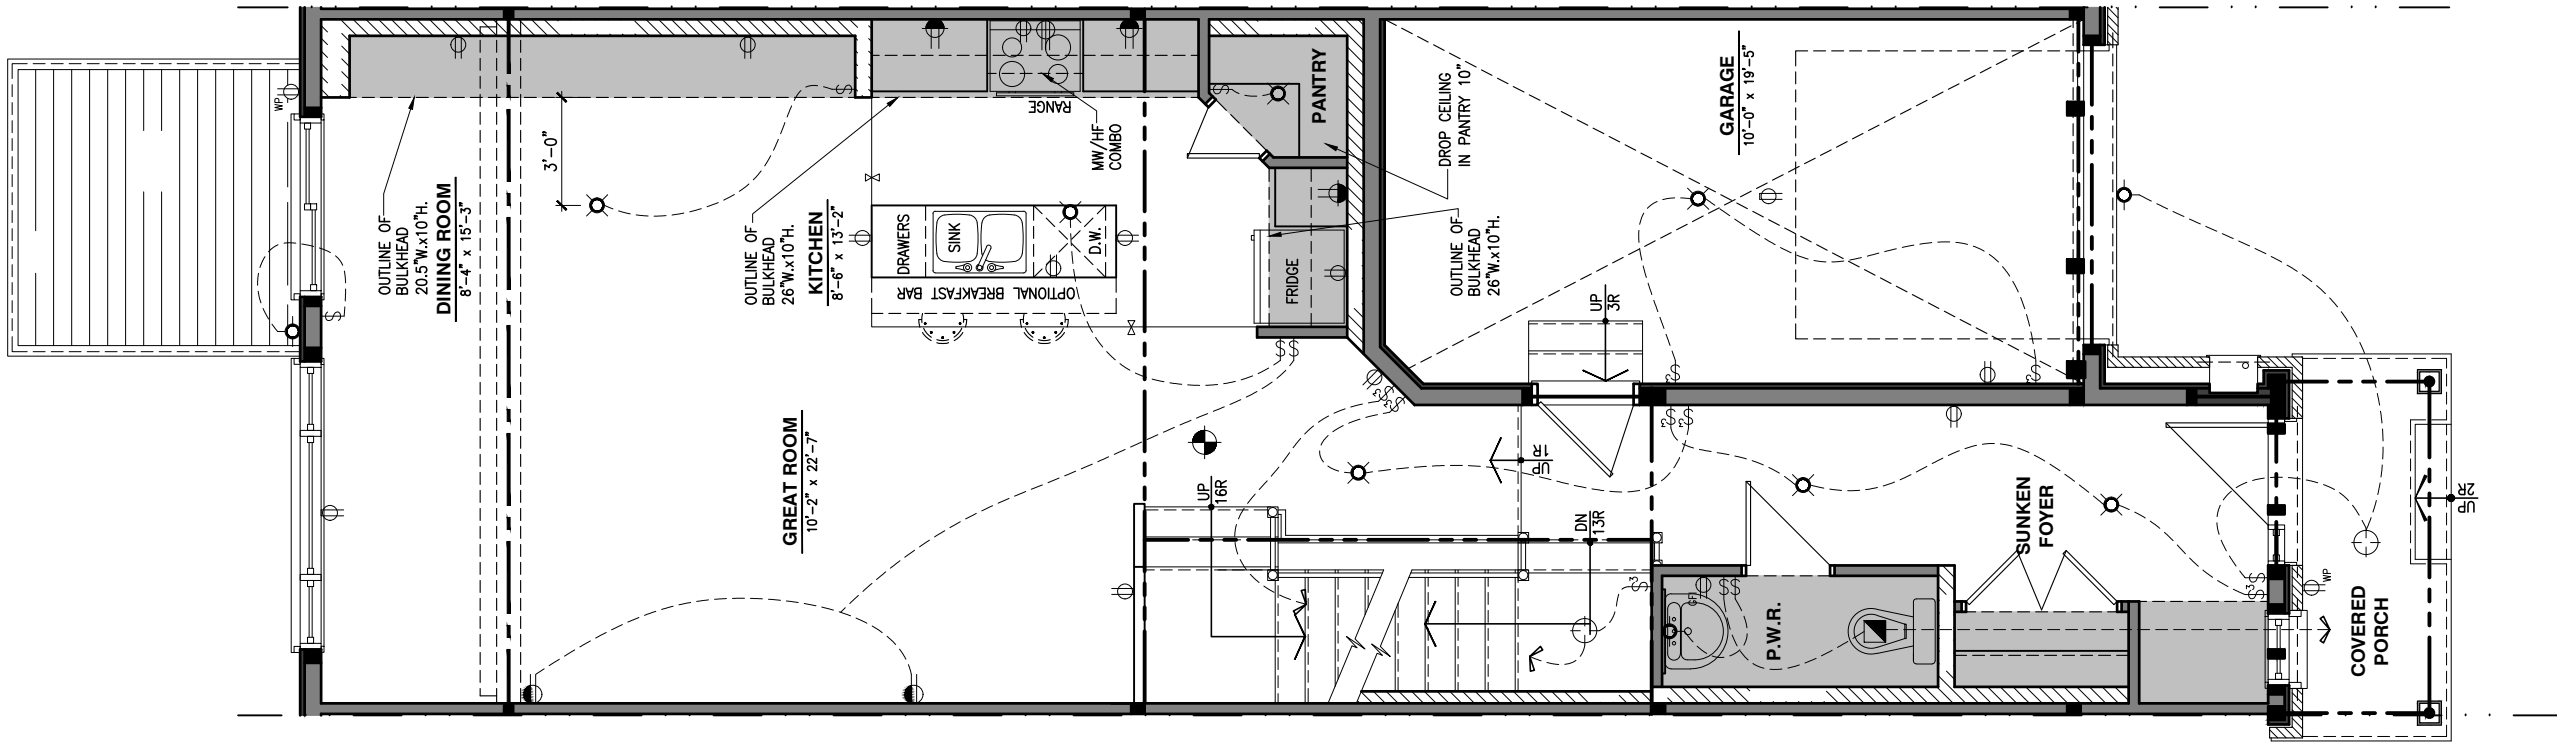 WP
3'-0"
OUTLINE OF
BULKHEAD
20.5"W.x10"H.
DINING ROOM
8'-4" x 15'-3"
OUTLINE OF
BULKHEAD
26"W.x10"H.
KITCHEN
8'-6" x 13'-2"
RANGE
MW/HF
COMBO
PANTRY
DROP CEILING
IN PANTRY 10"
OUTLINE OF
BULKHEAD
26"W.x10"H.
GARAGE
10'-0" x 19'-5"
DRAWERS
SINK
D.W.
OPTIONAL BREAKFAST BAR
FRIDGE
UP
3R
GREAT ROOM
10'-2" x 22'-7"
UP
16R
UP
1R
DN
13R
S3
GFI
P.W.R.
SUNKEN
FOYER
S3
WP
COVERED
PORCH
UP
2R